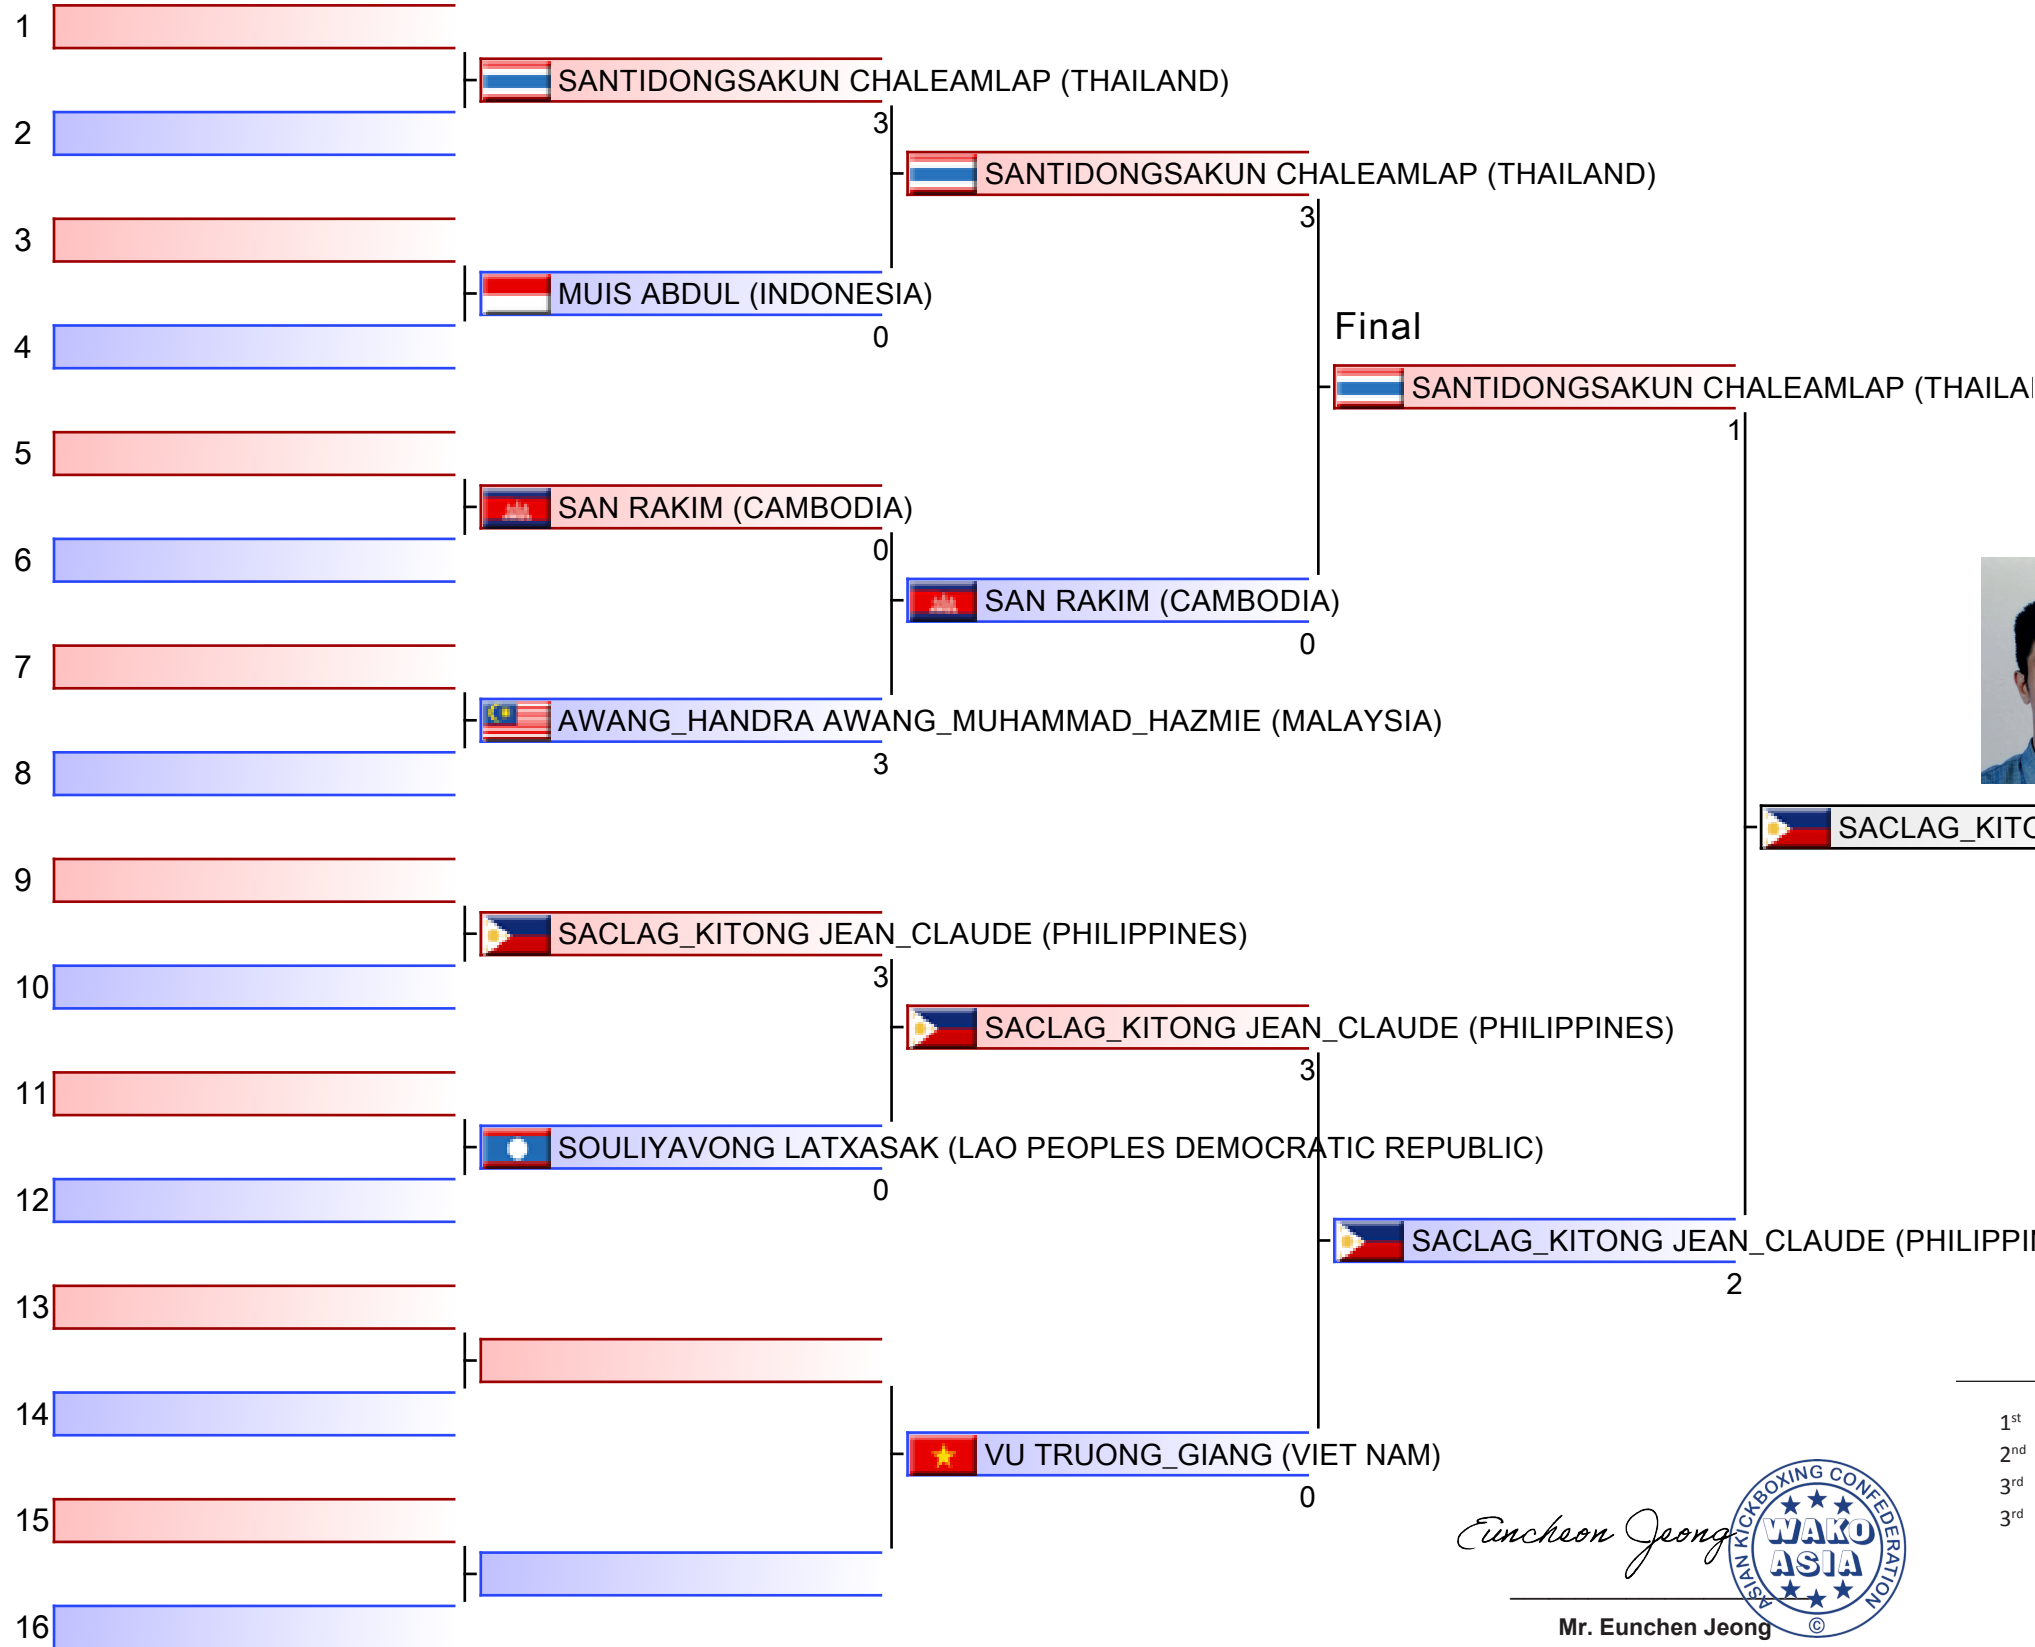 1
SANTIDONGSAKUN CHALEAMLAP (THAILAND)
2
3
SANTIDONGSAKUN CHALEAMLAP (THAILAND)
3
3
MUIS ABDUL (INDONESIA)
0
4
Final
SANTIDONGSAKUN CHALEAMLAP (THAILA
1
5
SAN RAKIM (CAMBODIA)
0
6
SAN RAKIM (CAMBODIA)
0
7
AWANG_HANDRA AWANG_MUHAMMAD_HAZMIE (MALAYSIA)
3
8
SACLAG_KITO
9
SACLAG_KITONG JEAN_CLAUDE (PHILIPPINES)
3
10
SACLAG_KITONG JEAN_CLAUDE (PHILIPPINES)
3
11
SOULIYAVONG LATXASAK (LAO PEOPLES DEMOCRATIC REPUBLIC)
0
12
SACLAG_KITONG JEAN_CLAUDE (PHILIPPI
2
13
14
VU TRUONG_GIANG (VIET NAM)
0
15
16
1st
2nd
3rd
3rd
Euncheon Jeong
ASIAN KICKBOXING CONFEDERATION
WAKO
ASIA
©
Mr. Eunchen Jeong